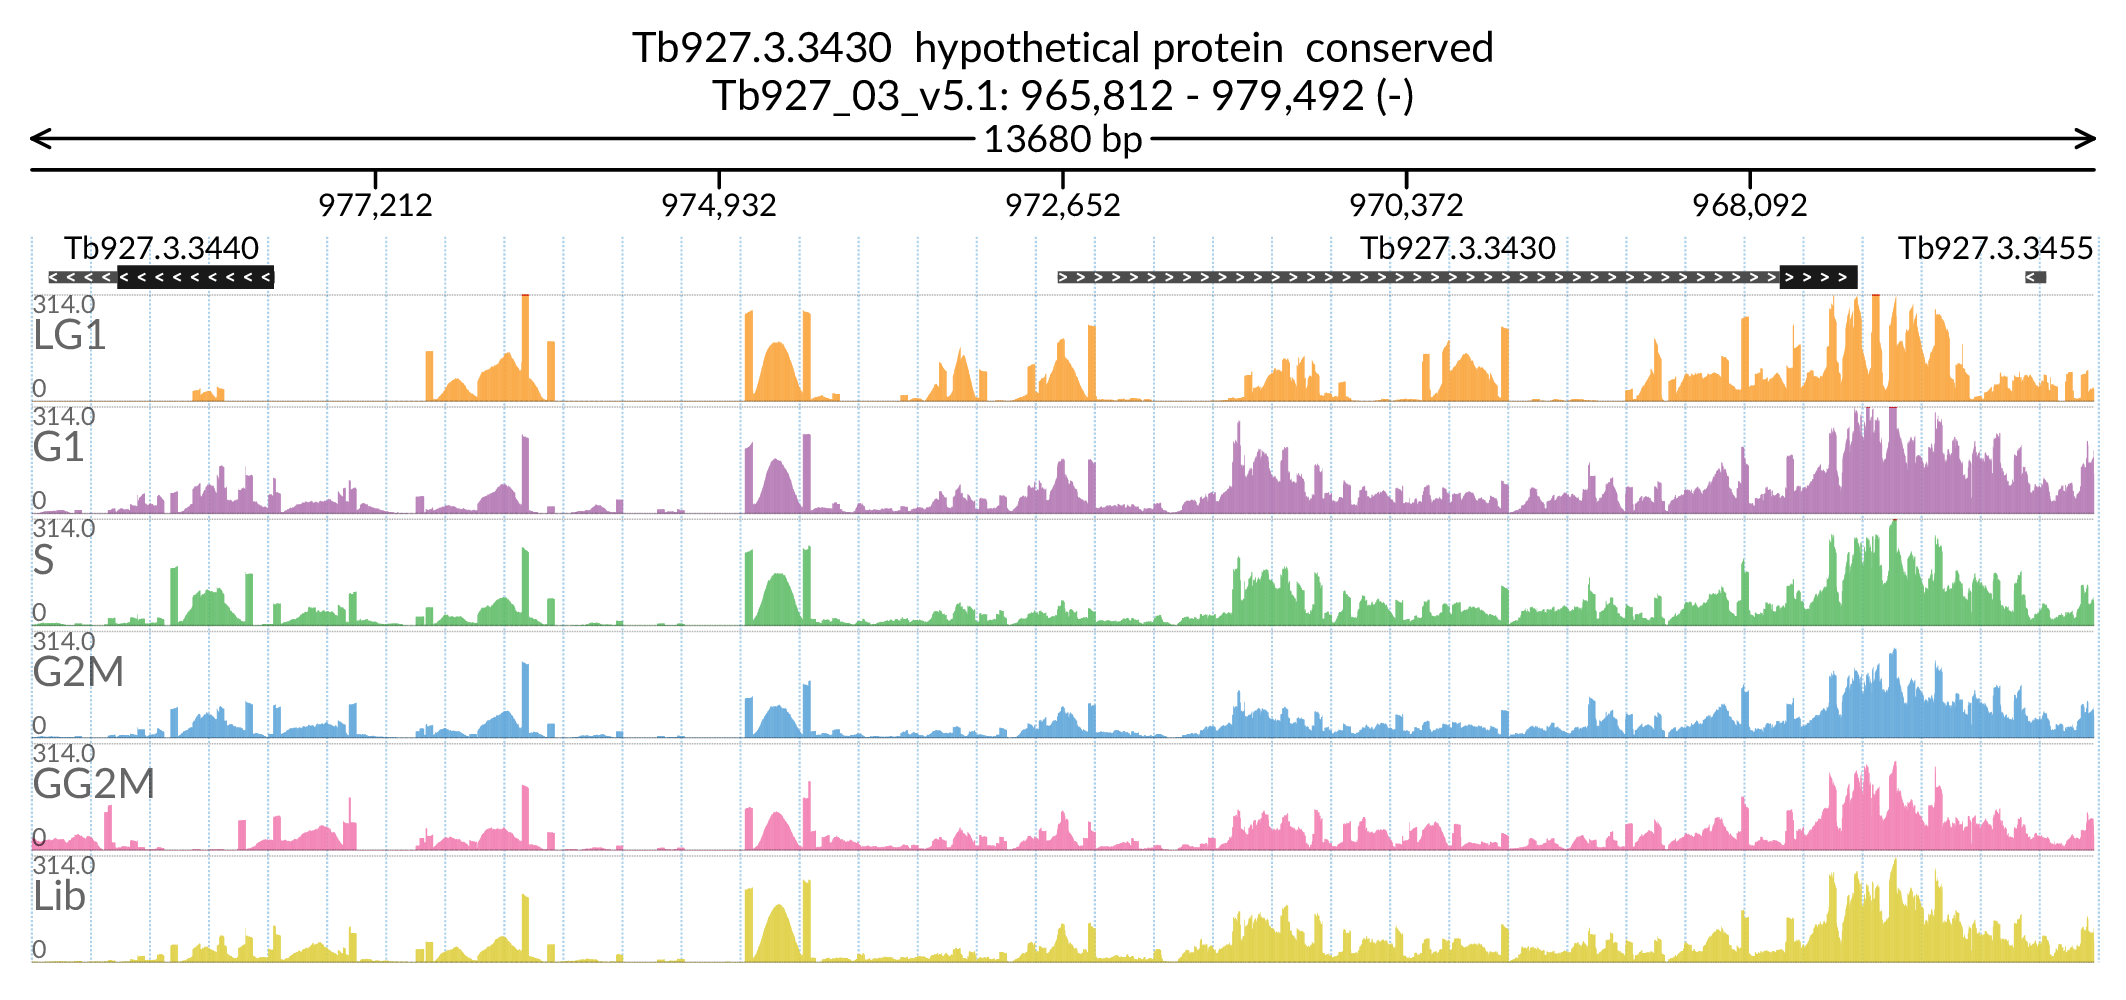 Tb927.3.3430 hypothetical protein conserved
Tb927_03_v5.1: 965,812 - 979,492 (-)
13680 bp
977,212 974,932 972,652 970,372 968,092
Tb927.3.3440 Tb927.3.3430 Tb927.3.3455
314.0
LG1
0
314.0
G1
0
314.0
S
0
314.0
G2M
0
314.0
GG2M
0
314.0
Lib
0